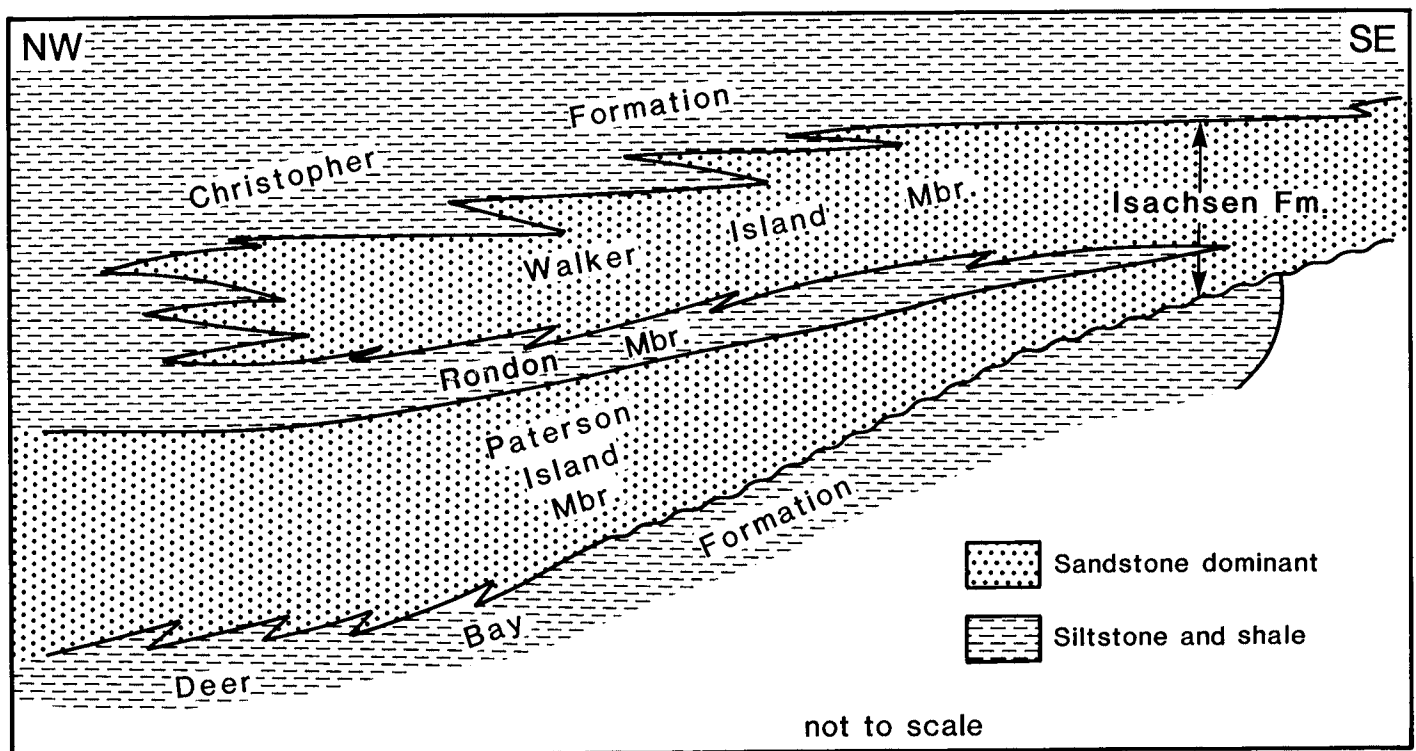 NW
SE
Christopher Formation
Walker Island Mbr.
Isachsen Fm.
Rondon Mbr
Paterson
Island
Mbr.
Deer Bay Formation
Sandstone dominant
Siltstone and shale
not to scale